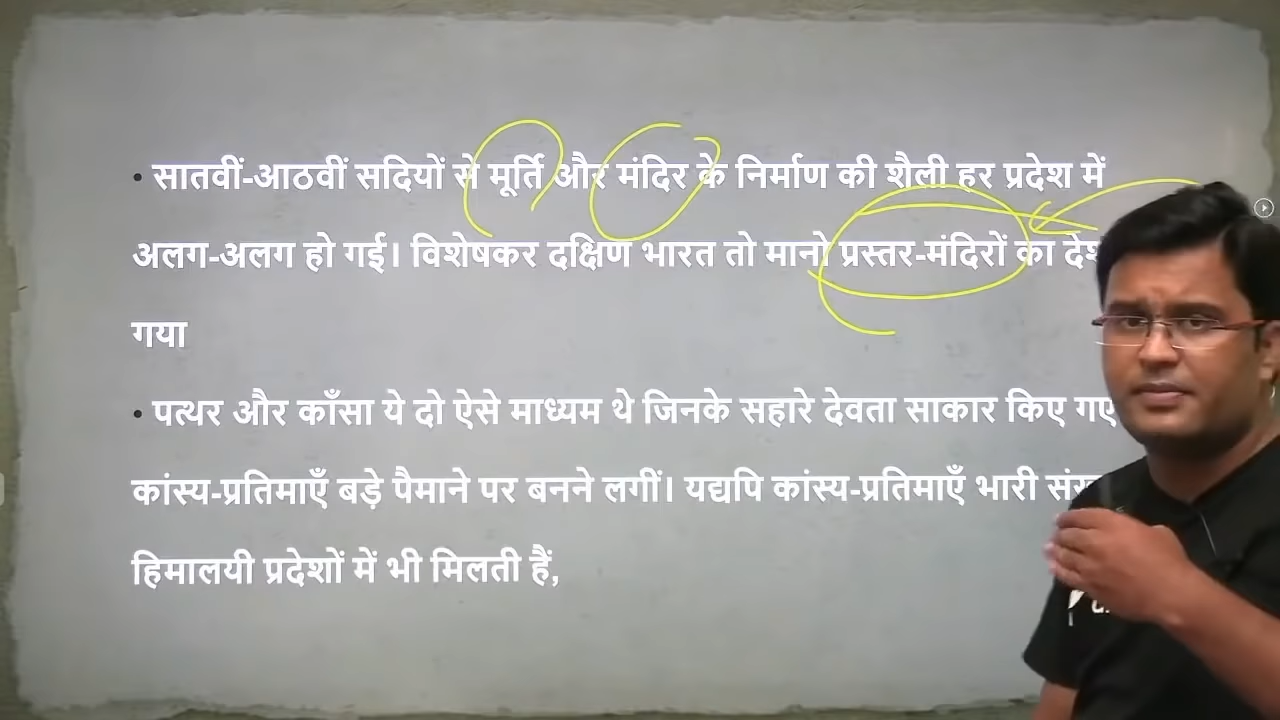 • सातवीं-आठवीं सदियों से मूर्ति और मंदिर के निर्माण की शैली हर प्रदेश में
अलग-अलग हो गई। विशेषकर दक्षिण भारत तो मानो प्रस्तर-मंदिरों का
गया
• पत्थर और काँसा ये दो ऐसे माध्यम थे जिनके सहारे देवता साकार किए गए
कांस्य-प्रतिमाएँ बड़े पैमाने पर बनने लगीं। यद्यपि कांस्य-प्रतिमाएँ भारी
हिमालयी प्रदेशों में भी मिलती हैं,